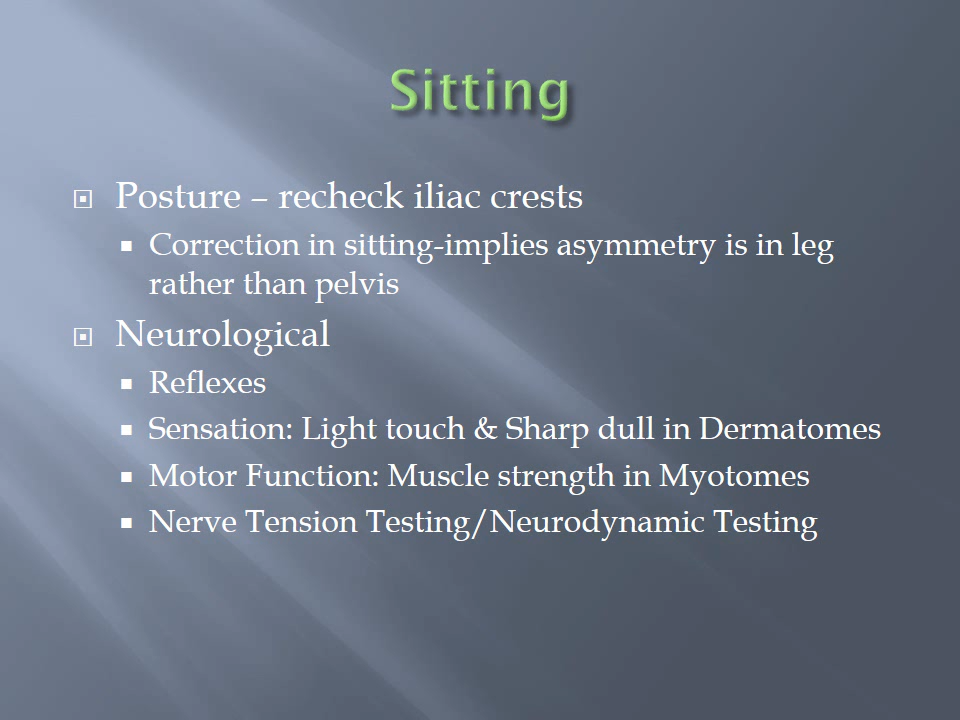 Sitting
Posture – recheck iliac crests
Correction in sitting-implies asymmetry is in leg
rather than pelvis
Neurological
Reflexes
Sensation: Light touch & Sharp dull in Dermatomes
Motor Function: Muscle strength in Myotomes
Nerve Tension Testing/Neurodynamic Testing